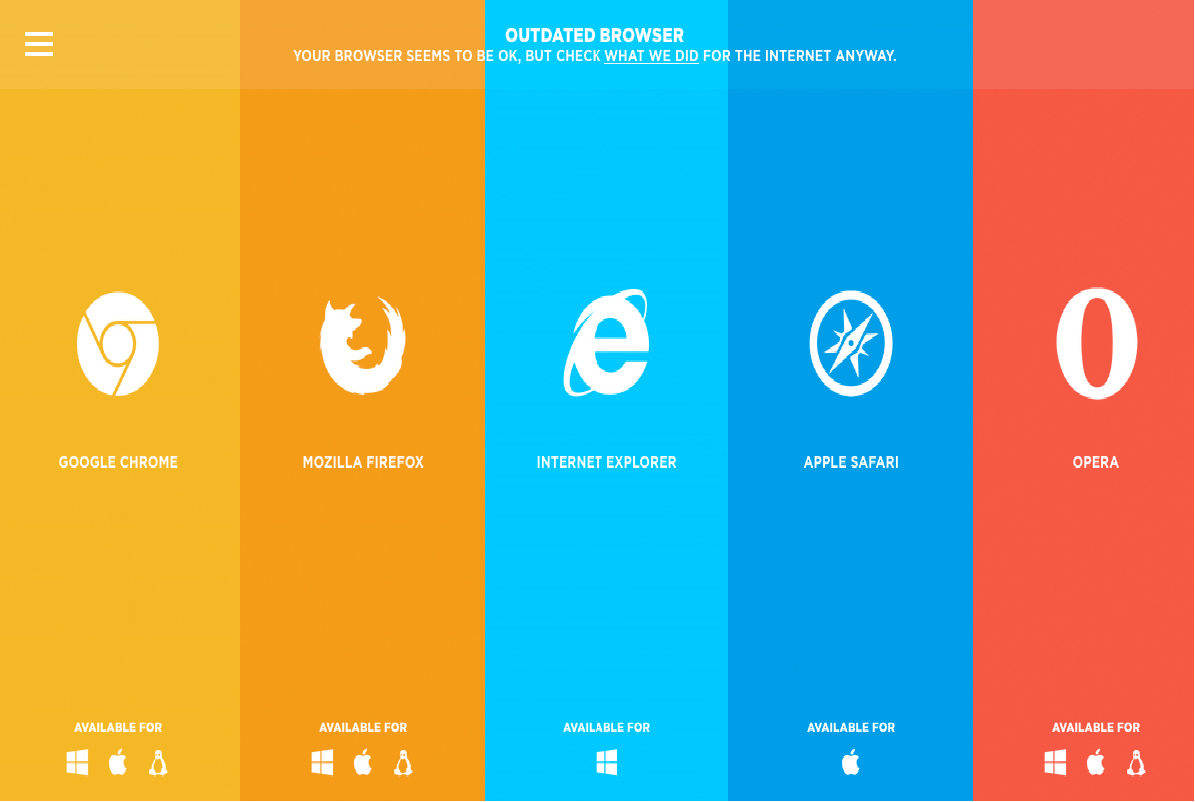 OUTDATED BROWSER
YOUR BROWSER SEEMS TO BE OK, BUT CHECK WHAT WE DID FOR THE INTERNET ANYWAY.
GOOGLE CHROME
MOZILLA FIREFOX
INTERNET EXPLORER
APPLE SAFARI
OPERA
AVAILABLE FOR
AVAILABLE FOR
AVAILABLE FOR
AVAILABLE FOR
AVAILABLE FOR